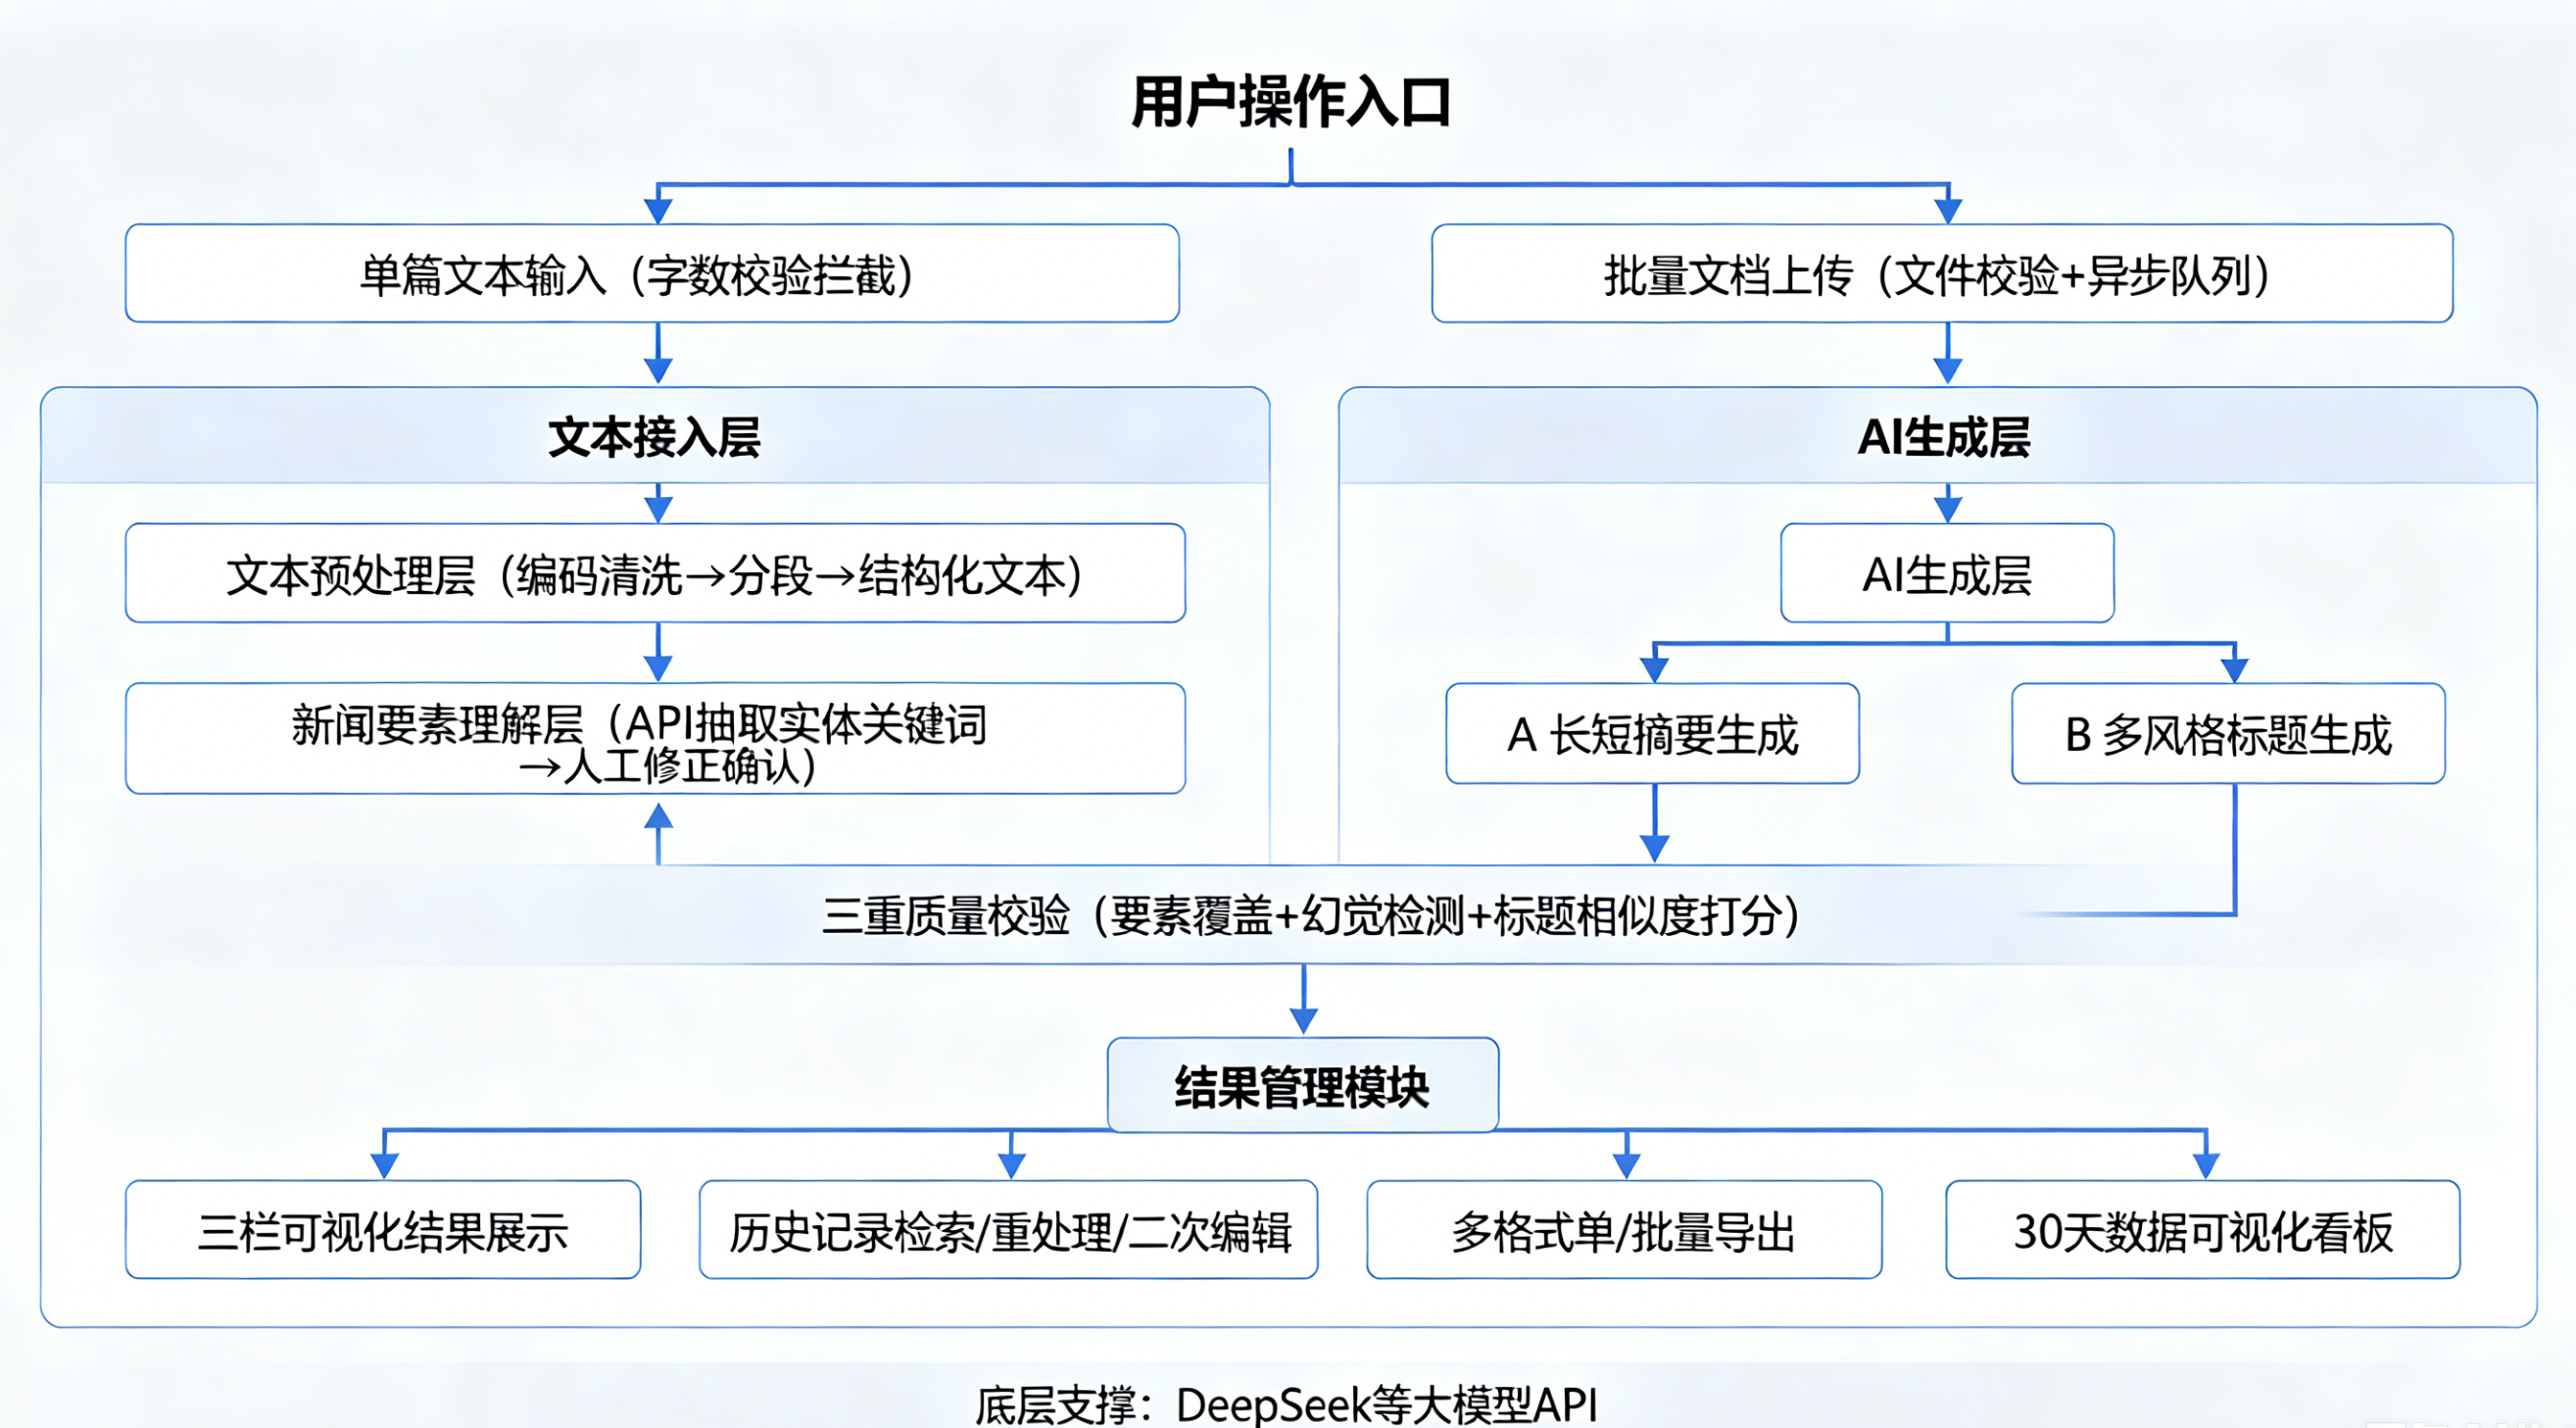 用户操作入口
单篇文本输入（字数校验拦截）
批量文档上传（文件校验+异步队列）
文本接入层
AI生成层
文本预处理层（编码清洗→分段→结构化文本）
AI生成层
新闻要素理解层（API抽取实体关键词
→人工修正确认）
A 长短摘要生成
B 多风格标题生成
三重质量校验（要素覆盖+幻觉检测+标题相似度打分）
结果管理模块
三栏可视化结果展示
历史记录检索/重处理/二次编辑
多格式单/批量导出
30天数据可视化看板
底层支撑：DeepSeek等大模型API